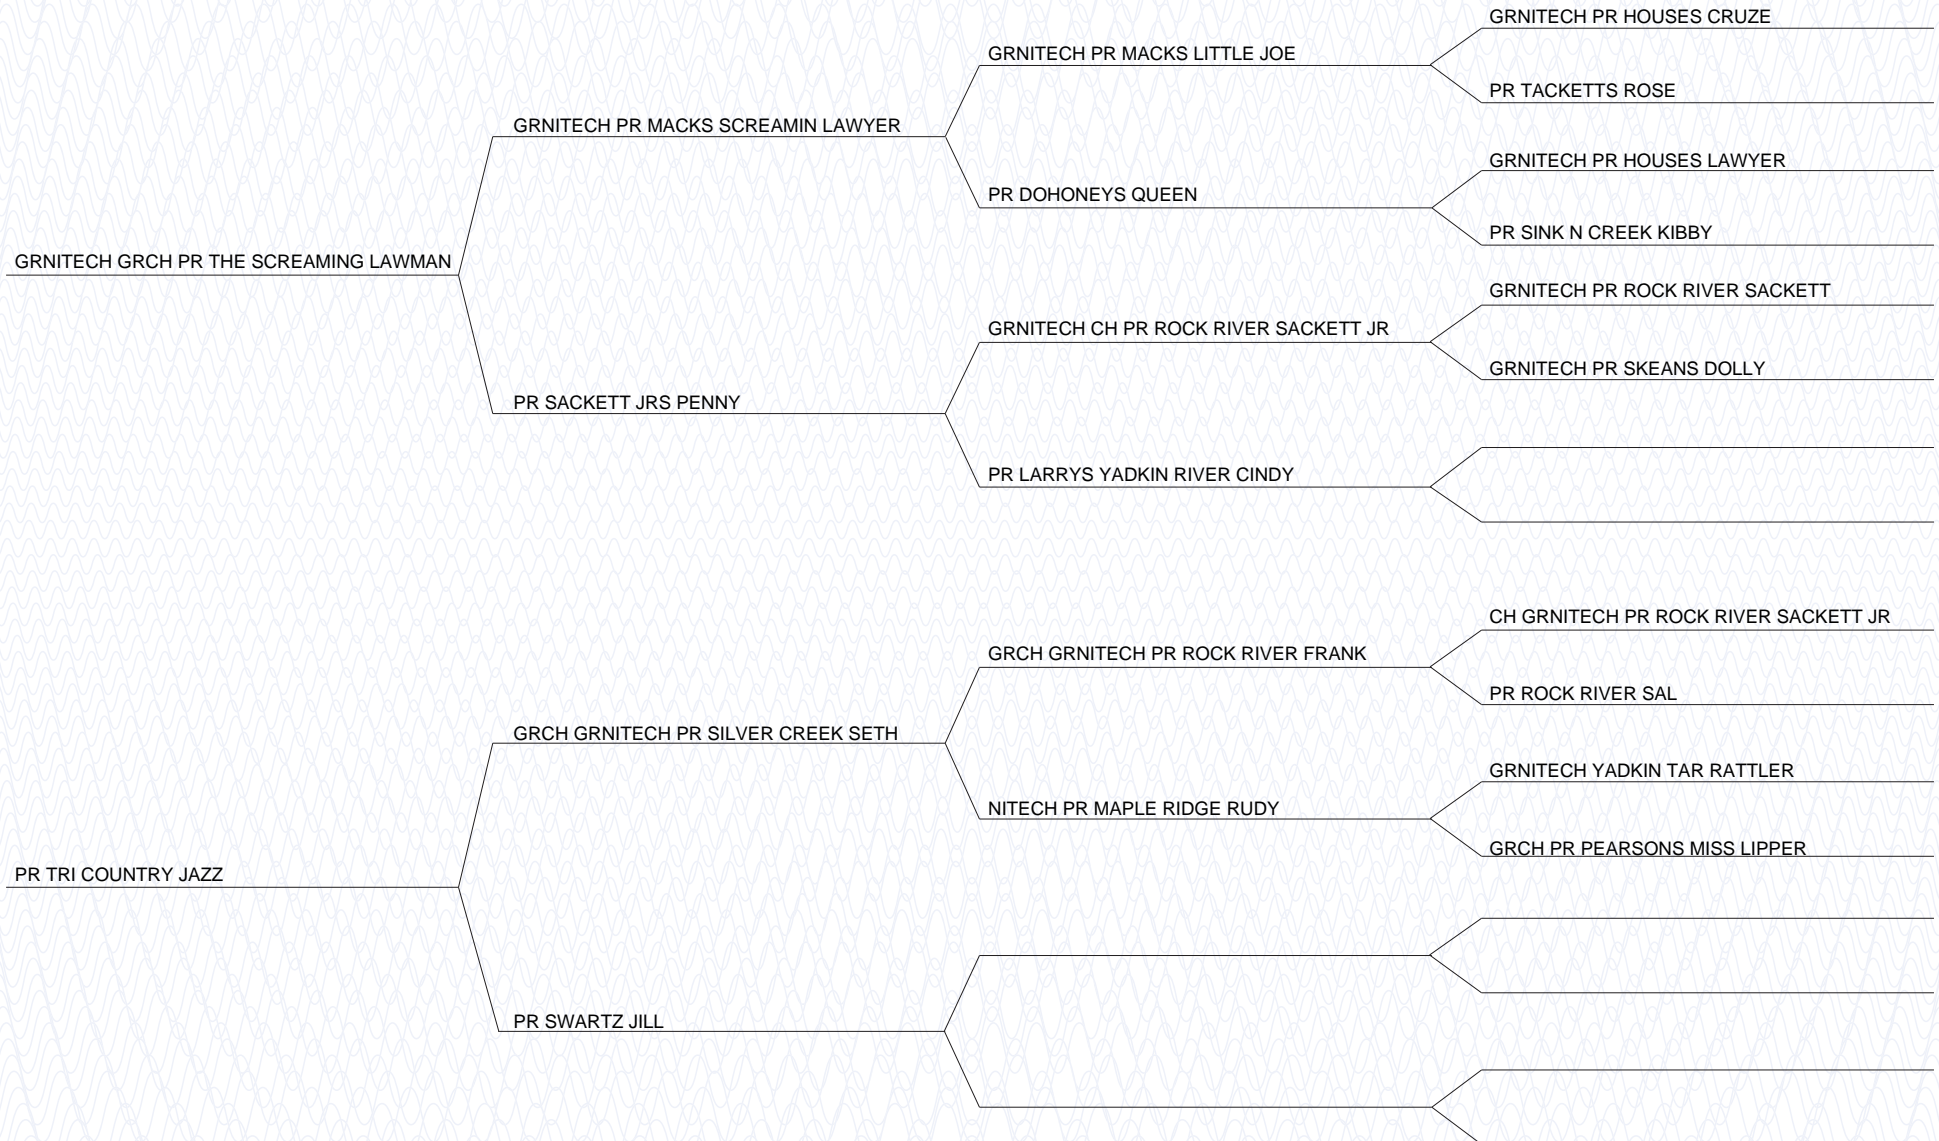 GRNITECH PR HOUSES CRUZE
GRNITECH PR MACKS LITTLE JOE
PR TACKETTS ROSE
GRNITECH PR MACKS SCREAMIN LAWYER
GRNITECH PR HOUSES LAWYER
PR DOHONEYS QUEEN
PR SINK N CREEK KIBBY
GRNITECH GRCH PR THE SCREAMING LAWMAN
GRNITECH PR ROCK RIVER SACKETT
GRNITECH CH PR ROCK RIVER SACKETT JR
GRNITECH PR SKEANS DOLLY
PR SACKETT JRS PENNY
PR LARRYS YADKIN RIVER CINDY
CH GRNITECH PR ROCK RIVER SACKETT JR
GRCH GRNITECH PR ROCK RIVER FRANK
PR ROCK RIVER SAL
GRCH GRNITECH PR SILVER CREEK SETH
GRNITECH YADKIN TAR RATTLER
NITECH PR MAPLE RIDGE RUDY
GRCH PR PEARSONS MISS LIPPER
PR TRI COUNTRY JAZZ
PR SWARTZ JILL